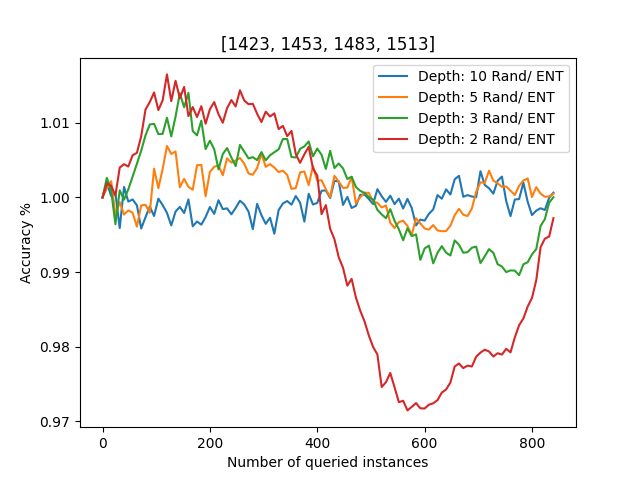 [1423, 1453, 1483, 1513]
Depth: 10 Rand/ ENT
Depth: 5 Rand/ ENT
Depth: 3 Rand/ ENT
Depth: 2 Rand/ ENT
Accuracy %
1.01
1.00
0.99
0.98
0.97
0 200 400 600 800
Number of queried instances